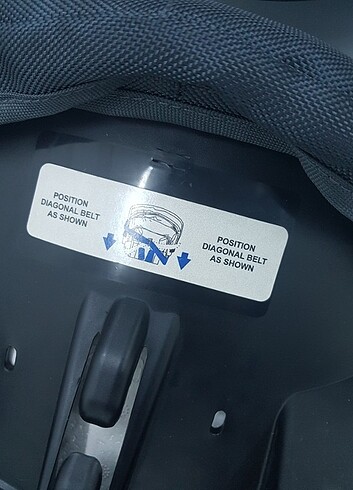 POSITION
DIAGONAL BELT
AS SHOWN
POSITION
DIAGONAL BELT
AS SHOWN